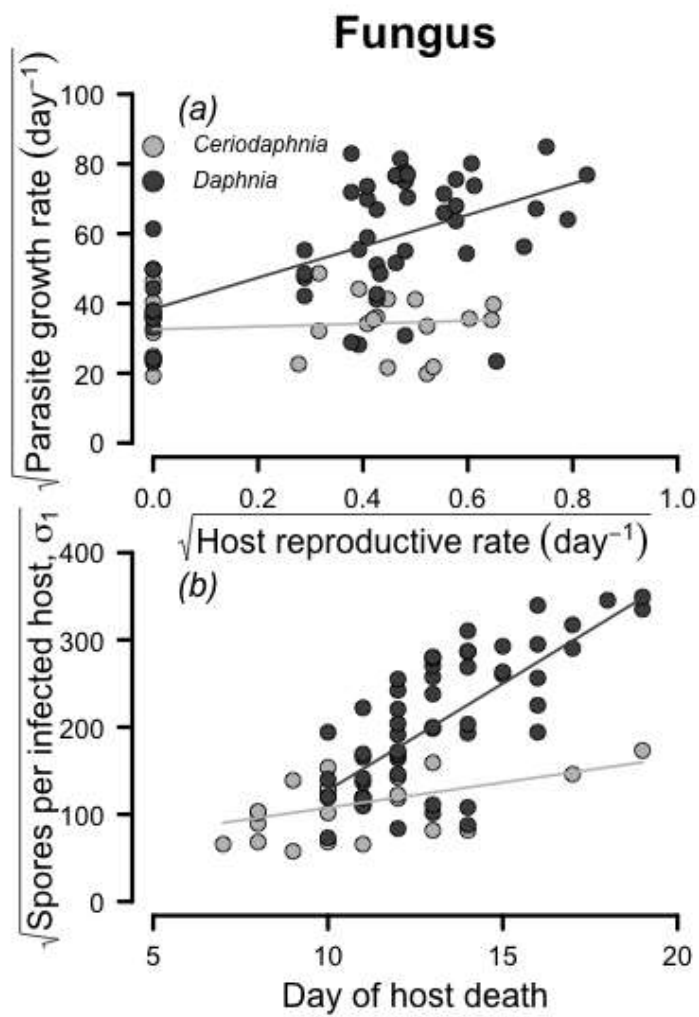 Fungus
√Parasite growth rate (day⁻¹)
(a)
Ceriodaphnia
Daphnia
100
80
60
40
20
0
0.0 0.2 0.4 0.6 0.8 1.0
√Host reproductive rate (day⁻¹)
√Spores per infected host, σ₁
(b)
400
300
200
100
0
5 10 15 20
Day of host death